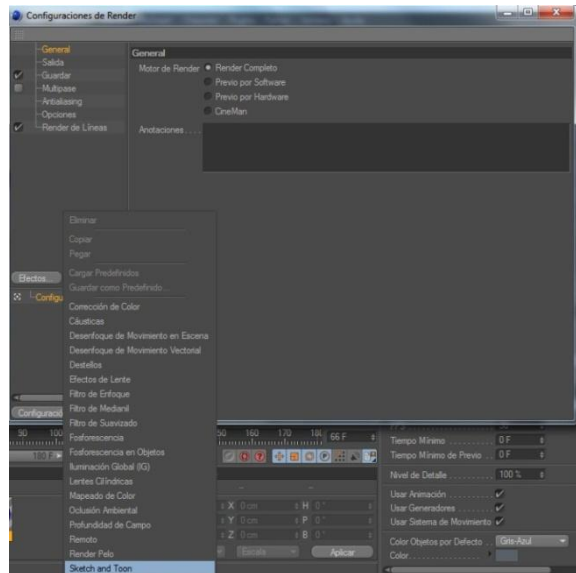 Configuraciones de Render
General
Salida
Guardar
Multipase
Antialiasing
Opciones
Render de Líneas
General
Motor de Render
Render Completo
Previo por Software
Previo por Hardware
CineMan
Anotaciones . . . .
Efectos...
Configu
Configuració
Eliminar
Copiar
Pegar
Cargar Predefinidos
Guardar como Predefinido...
Corrección de Color
Cáusticas
Desenfoque de Movimiento en Escena
Desenfoque de Movimiento Vectorial
Destellos
Efectos de Lente
Filtro de Enfoque
Filtro de Medianil
Filtro de Suavizado
Fosforescencia
Fosforescencia en Objetos
Iluminación Global (IG)
Lentes Cilíndricas
Mapeado de Color
Oclusión Ambiental
Profundidad de Campo
Remoto
Render Pelo
Sketch and Toon
90 100
50 160 170 180 66 F
180 F
X 0 cm H 0 °
Y 0 cm P 0 °
Z 0 cm B 0 °
Escala Aplicar
Tiempo Mínimo . . . . . . . . . 0 F
Tiempo Mínimo de Previo . . 0 F
Nivel de Detalle . . . . . . . . . 100 %
Usar Animación . . . . . . . .
Usar Generadores . . . . . . .
Usar Sistema de Movimiento
Color Objetos por Defecto . . Gris-Azul
Color. . . . . . . . . . . . .